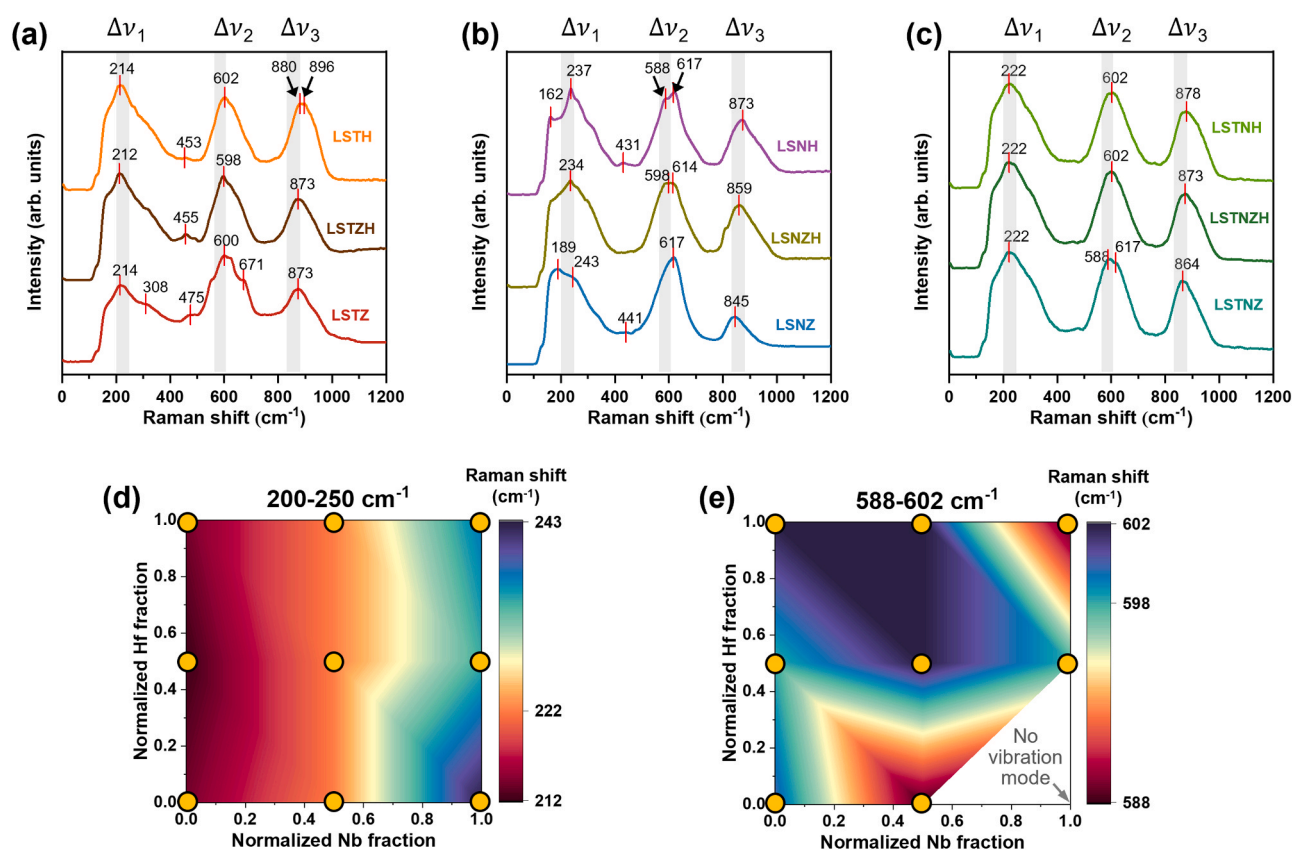 (a) Δν1 Δν2 Δν3
214
602
880 896
453
LSTH
212
598
873
455
LSTZH
214
308
475
600
671
873
LSTZ
Intensity (arb. units)
0 200 400 600 800 1000 1200
Raman shift (cm-1)
(b) Δν1 Δν2 Δν3
162
237
431
588 617
873
LSNH
234
598 614
859
LSNZH
189
243
441
617
845
LSNZ
Intensity (arb. units)
0 200 400 600 800 1000 1200
Raman shift (cm-1)
(c) Δν1 Δν2 Δν3
222
602
878
LSTNH
222
602
873
LSTNZH
222
588 617
864
LSTNZ
Intensity (arb. units)
0 200 400 600 800 1000 1200
Raman shift (cm-1)
(d) 200-250 cm-1
Raman shift
(cm-1)
243
222
212
Normalized Hf fraction
1.0
0.8
0.6
0.4
0.2
0.0
0.0 0.2 0.4 0.6 0.8 1.0
Normalized Nb fraction
(e) 588-602 cm-1
Raman shift
(cm-1)
602
598
588
Normalized Hf fraction
1.0
0.8
0.6
0.4
0.2
0.0
No
vibration
mode
0.0 0.2 0.4 0.6 0.8 1.0
Normalized Nb fraction